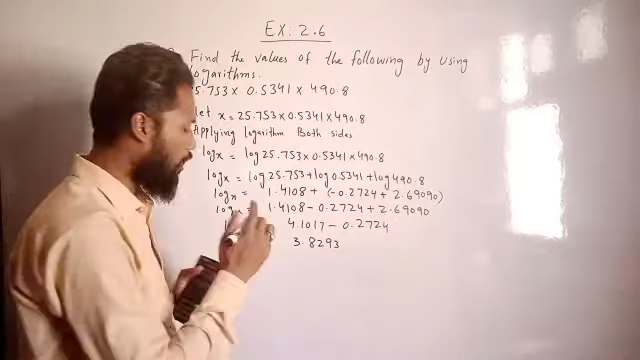 EX: 2.6
Find the values of the following by using
logarithms.
5.753 x 0.5341 x 490.8
let x = 25.753 x 0.5341 x 490.8
Applying logarithm Both sides
log x = log 25.753 x 0.5341 x 490.8
log x = log 25.753 + log 0.5341 + log 490.8
log x = 1.4108 + (-0.2724 + 2.69090)
log x = 1.4108 - 0.2724 + 2.69090
4.1017 - 0.2724
3.8293